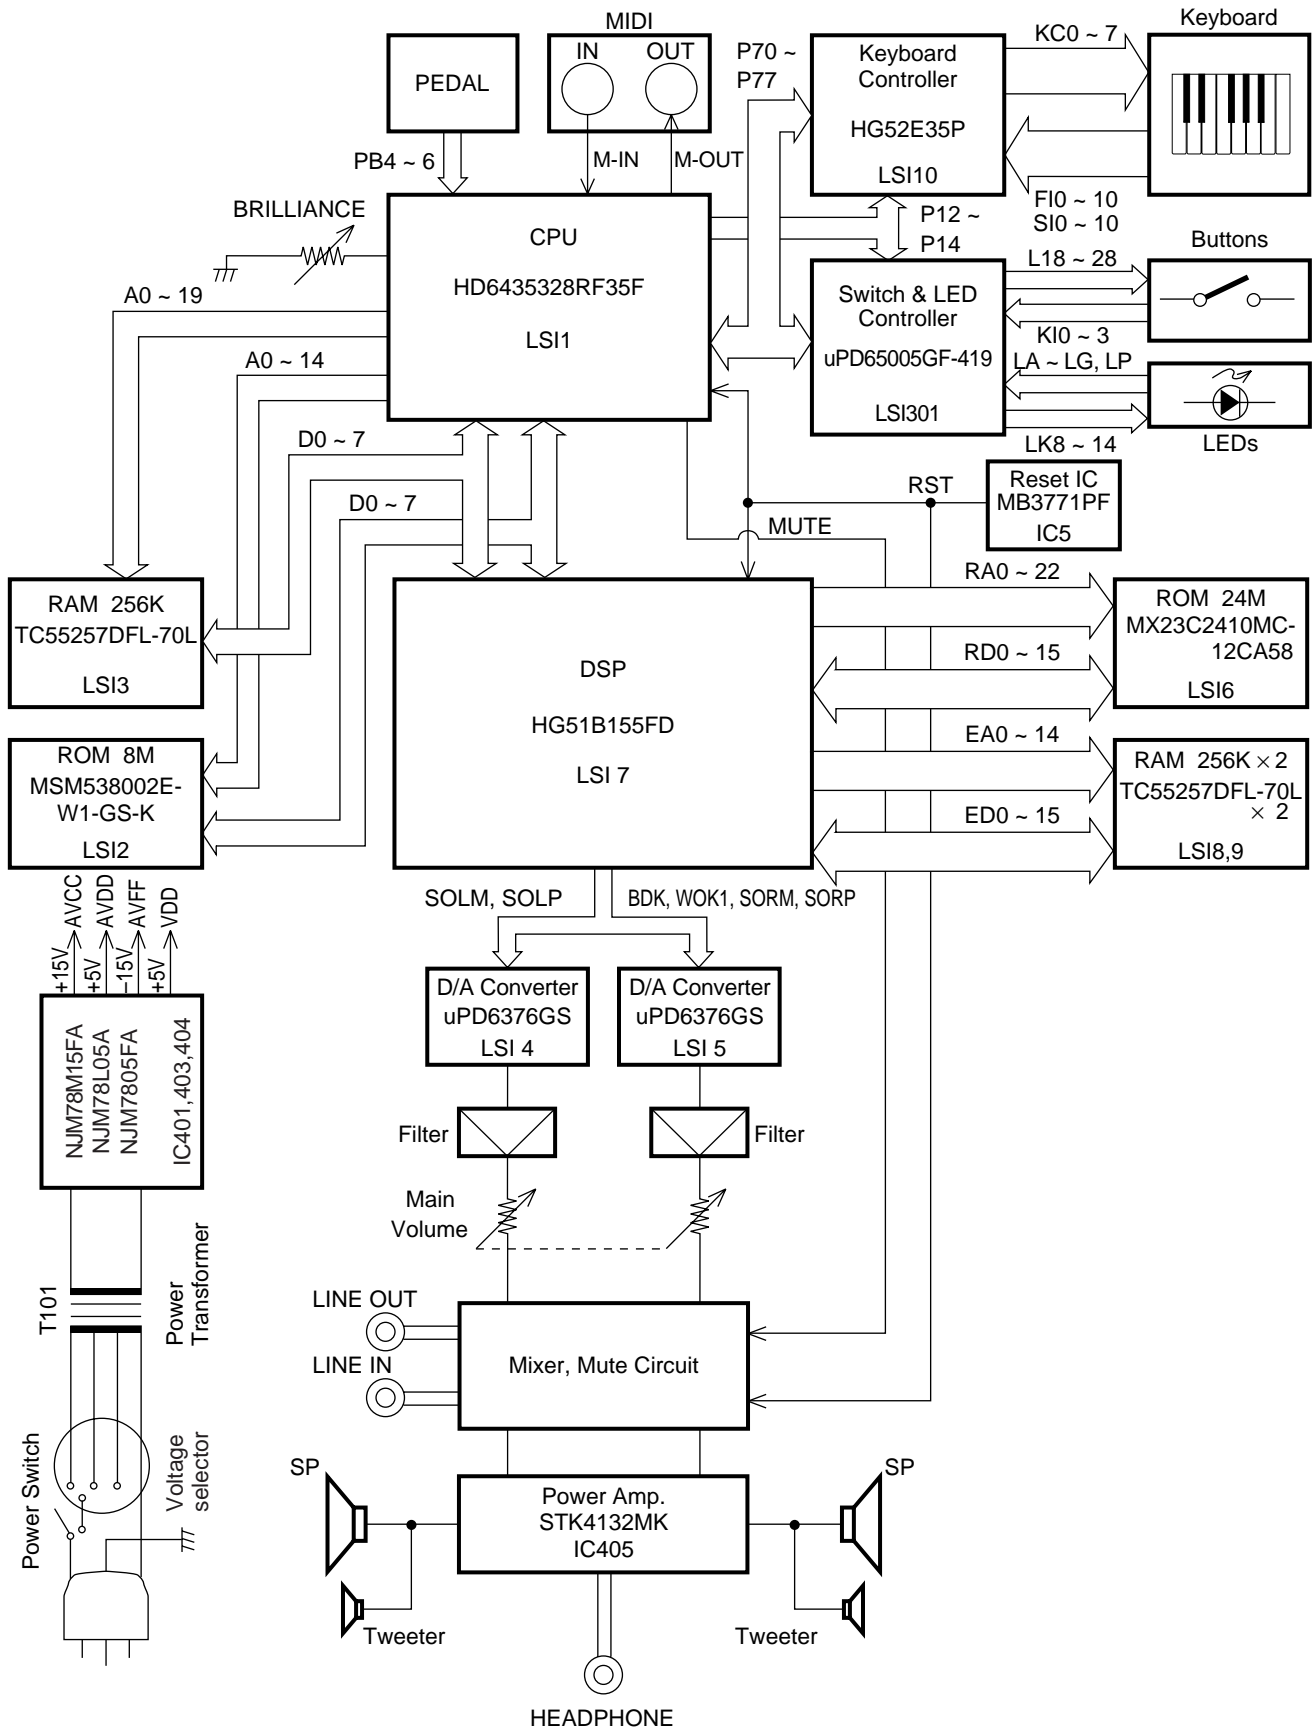 MIDI
IN
OUT
PEDAL
PB4 ~ 6
M-IN
M-OUT
P70 ~
P77
Keyboard
Controller
HG52E35P
LSI10
KC0 ~ 7
Keyboard
FI0 ~ 10
SI0 ~ 10
BRILLIANCE
CPU
HD6435328RF35F
LSI1
P12 ~
P14
Switch & LED
Controller
uPD65005GF-419
LSI301
L18 ~ 28
Buttons
KI0 ~ 3
LA ~ LG, LP
LK8 ~ 14
LEDs
A0 ~ 19
A0 ~ 14
D0 ~ 7
D0 ~ 7
RST
Reset IC
MB3771PF
IC5
MUTE
RAM 256K
TC55257DFL-70L
LSI3
ROM 8M
MSM538002E-
W1-GS-K
LSI2
DSP
HG51B155FD
LSI 7
RA0 ~ 22
ROM 24M
MX23C2410MC-
12CA58
LSI6
RD0 ~ 15
EA0 ~ 14
RAM 256K × 2
TC55257DFL-70L
× 2
LSI8,9
ED0 ~ 15
AVCC
AVDD
AVFF
VDD
+15V
+5V
–15V
+5V
NJM78M15FA
NJM78L05A
NJM7805FA
IC401,403,404
SOLM, SOLP
BDK, WOK1, SORM, SORP
D/A Converter
uPD6376GS
LSI 4
D/A Converter
uPD6376GS
LSI 5
Filter
Filter
Main
Volume
T101
Power
Transformer
LINE OUT
LINE IN
Mixer, Mute Circuit
Power Switch
Voltage
selector
SP
Power Amp.
STK4132MK
IC405
SP
Tweeter
Tweeter
HEADPHONE